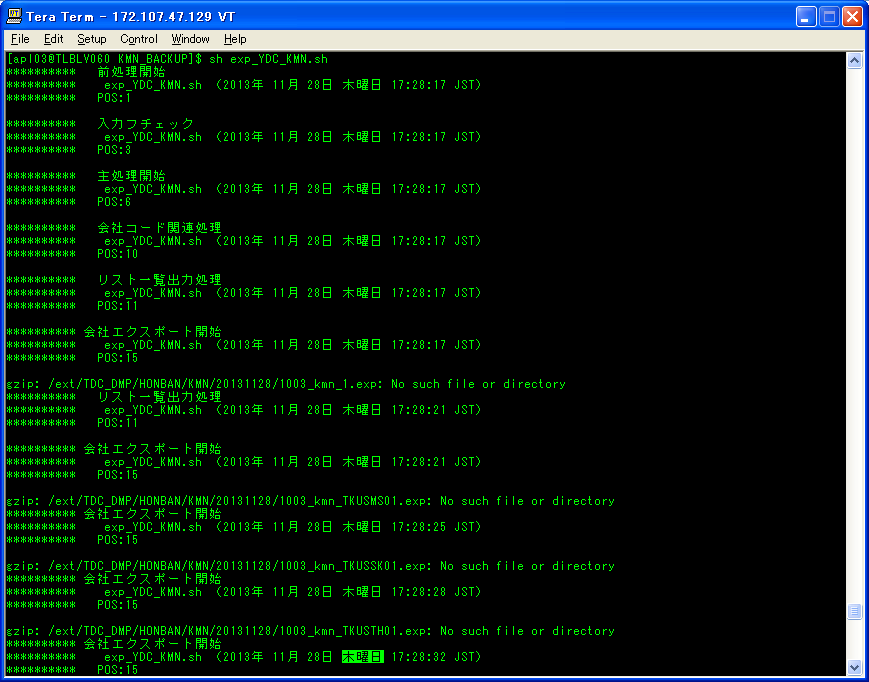 Tera Term - 172.107.47.129 VT
File Edit Setup Control Window Help
[ap103@TLBLV060 KMN_BACKUP]$ sh exp_YDC_KMN.sh
********** 前処理開始
********** exp_YDC_KMN.sh (2013年 11月 28日 木曜日 17:28:17 JST)
********** POS:1
********** 入力フチェック
********** exp_YDC_KMN.sh (2013年 11月 28日 木曜日 17:28:17 JST)
********** POS:3
********** 主処理開始
********** exp_YDC_KMN.sh (2013年 11月 28日 木曜日 17:28:17 JST)
********** POS:6
********** 会社コード関連処理
********** exp_YDC_KMN.sh (2013年 11月 28日 木曜日 17:28:17 JST)
********** POS:10
********** リスト一覧出力処理
********** exp_YDC_KMN.sh (2013年 11月 28日 木曜日 17:28:17 JST)
********** POS:11
********** 会社エクスポート開始
********** exp_YDC_KMN.sh (2013年 11月 28日 木曜日 17:28:17 JST)
********** POS:15
gzip: /ext/TDC_DMP/HONBAN/KMN/20131128/1003_kmn_1.exp: No such file or directory
********** リスト一覧出力処理
********** exp_YDC_KMN.sh (2013年 11月 28日 木曜日 17:28:21 JST)
********** POS:11
********** 会社エクスポート開始
********** exp_YDC_KMN.sh (2013年 11月 28日 木曜日 17:28:21 JST)
********** POS:15
gzip: /ext/TDC_DMP/HONBAN/KMN/20131128/1003_kmn_TKUSMS01.exp: No such file or directory
********** 会社エクスポート開始
********** exp_YDC_KMN.sh (2013年 11月 28日 木曜日 17:28:25 JST)
********** POS:15
gzip: /ext/TDC_DMP/HONBAN/KMN/20131128/1003_kmn_TKUSSK01.exp: No such file or directory
********** 会社エクスポート開始
********** exp_YDC_KMN.sh (2013年 11月 28日 木曜日 17:28:28 JST)
********** POS:15
gzip: /ext/TDC_DMP/HONBAN/KMN/20131128/1003_kmn_TKUSTH01.exp: No such file or directory
********** 会社エクスポート開始
********** exp_YDC_KMN.sh (2013年 11月 28日 木曜日 17:28:32 JST)
********** POS:15